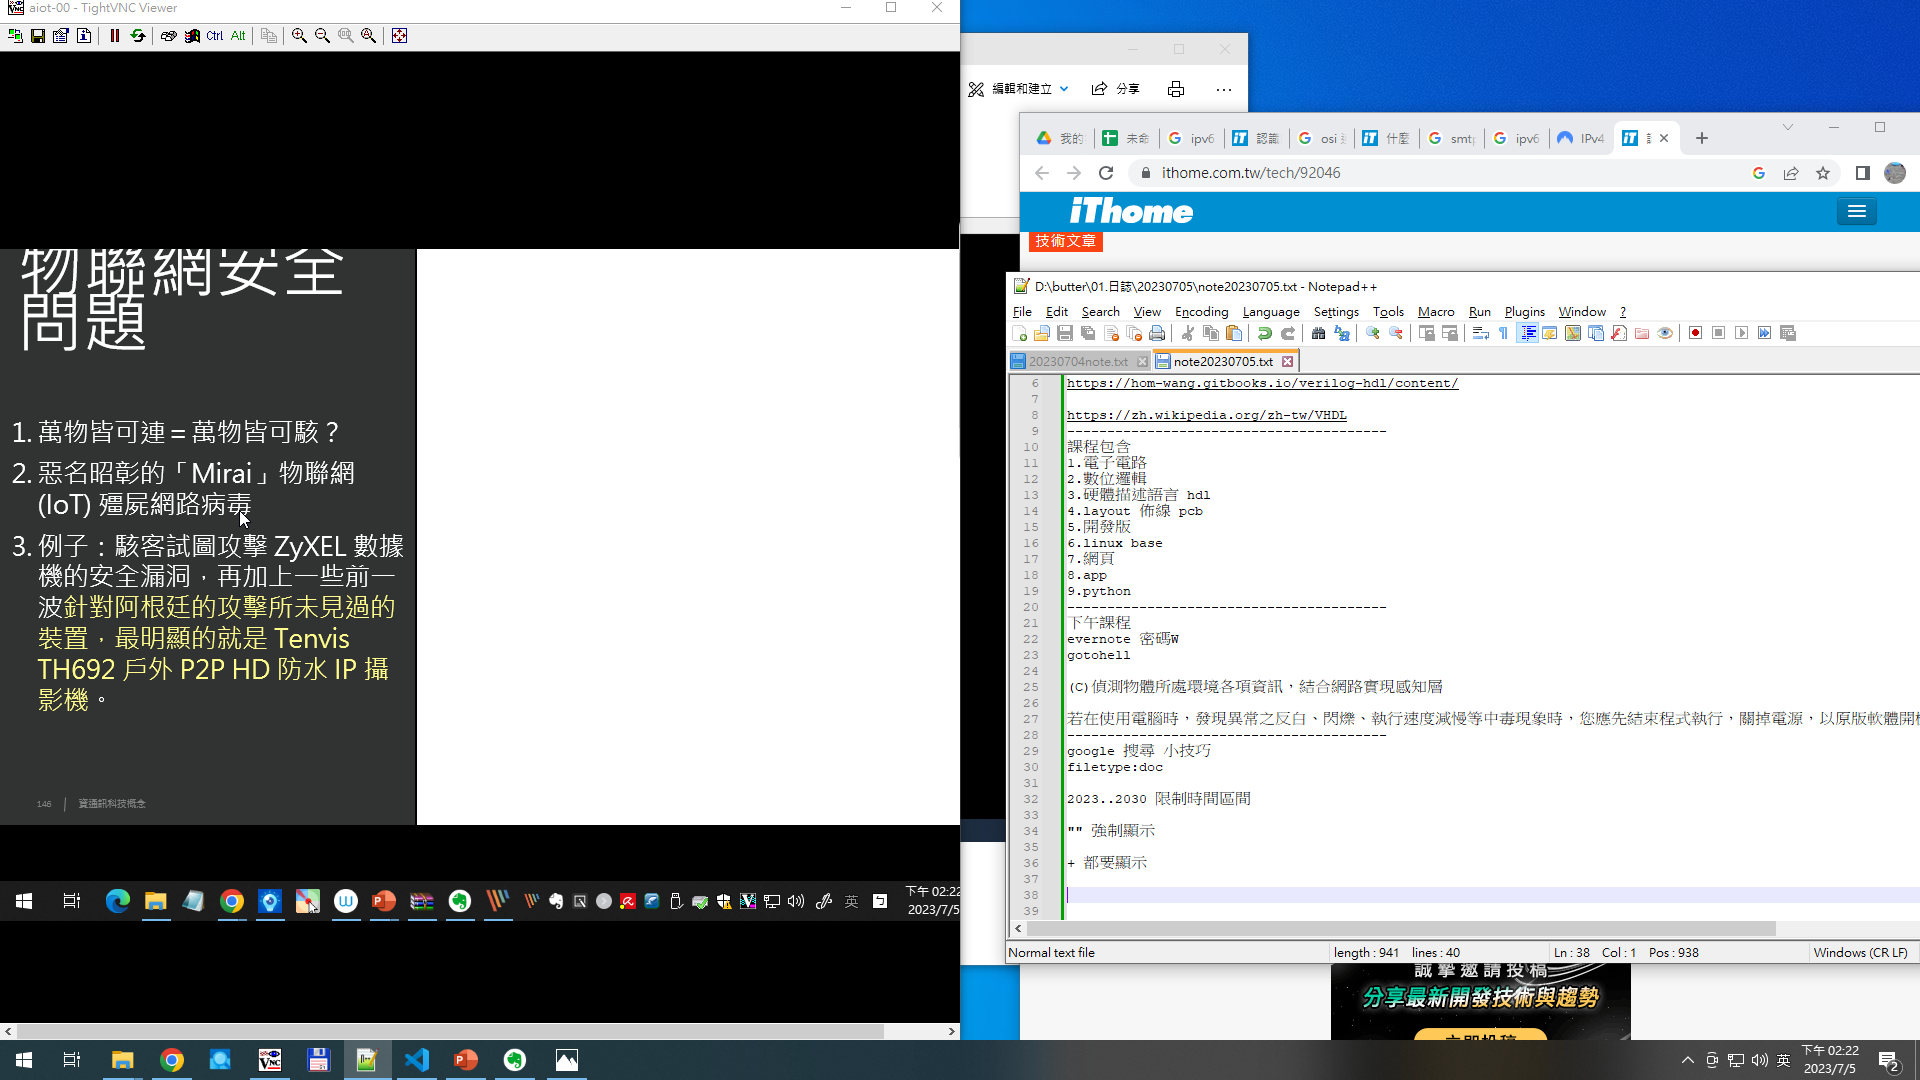 aiot-00 - TightVNC Viewer
Ctrl Alt
物聯網安全
問題
1. 萬物皆可連＝萬物皆可駭？
2. 惡名昭彰的「Mirai」物聯網
(IoT) 殭屍網路病毒
3. 例子：駭客試圖攻擊 ZyXEL 數據
機的安全漏洞，再加上一些前一
波針對阿根廷的攻擊所未見過的
裝置，最明顯的就是 Tenvis
TH692 戶外 P2P HD 防水 IP 攝
影機。
146 資通訊科技概念
英
下午 02:22
2023/7/5
編輯和建立 分享
我的 未命 ipv6 認識 osi 什麼 smtp ipv6 IPv4
ithome.com.tw/tech/92046
iThome
技術文章
D:\butter\01.日誌\20230705\note20230705.txt - Notepad++
File Edit Search View Encoding Language Settings Tools Macro Run Plugins Window ?
20230704note.txt note20230705.txt
6 https://hom-wang.gitbooks.io/verilog-hdl/content/
7
8 https://zh.wikipedia.org/zh-tw/VHDL
9 ----------------------------------------
10 課程包含
11 1.電子電路
12 2.數位邏輯
13 3.硬體描述語言 hdl
14 4.layout 佈線 pcb
15 5.開發版
16 6.linux base
17 7.網頁
18 8.app
19 9.python
20 ----------------------------------------
21 下午課程
22 evernote 密碼W
23 gotohell
24
25 (C)偵測物體所處環境各項資訊，結合網路實現感知層
26
27 若在使用電腦時，發現異常之反白、閃爍、執行速度減慢等中毒現象時，您應先結束程式執行，關掉電源，以原版軟體開機
28 ----------------------------------------
29 google 搜尋 小技巧
30 filetype:doc
31
32 2023..2030 限制時間區間
33
34 "" 強制顯示
35
36 + 都要顯示
37
38
39
Normal text file length : 941 lines : 40 Ln : 38 Col : 1 Pos : 938 Windows (CR LF)
誠摯邀請投稿
分享最新開發技術與趨勢
立即投稿
英
下午 02:22
2023/7/5
2